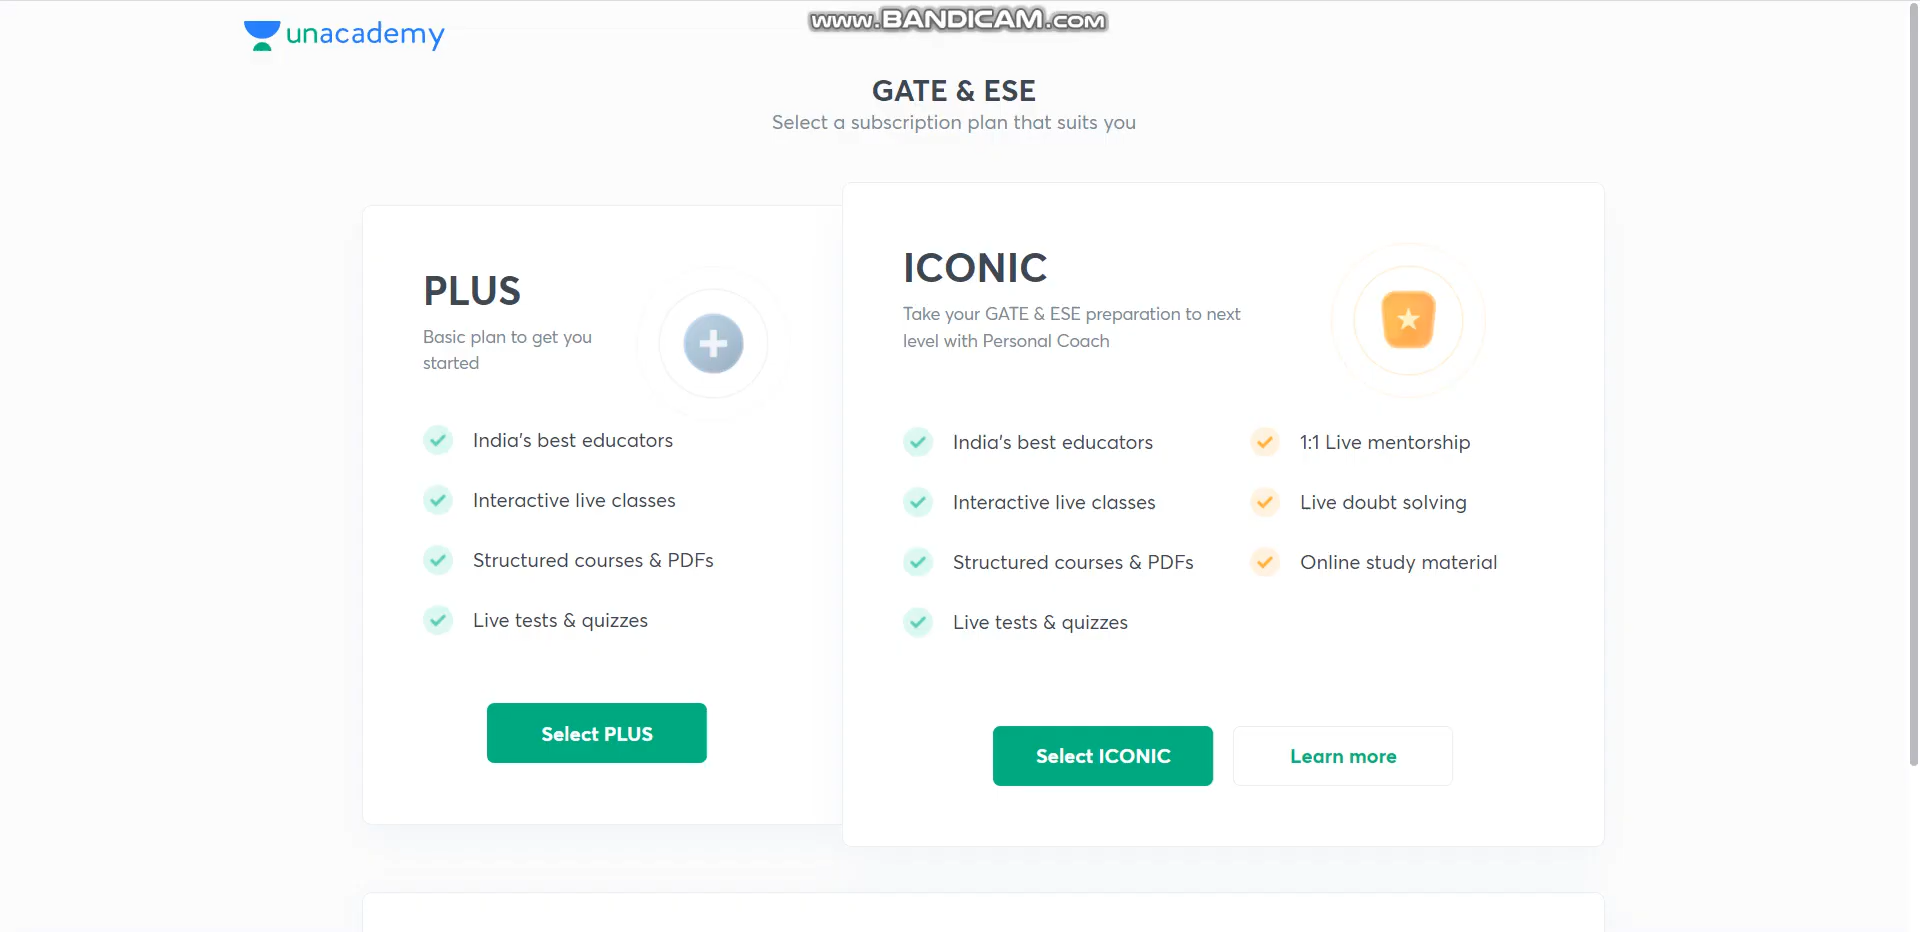 unacademy
www.BANDICAM.com
GATE & ESE
Select a subscription plan that suits you
PLUS
Basic plan to get you
started
India's best educators
Interactive live classes
Structured courses & PDFs
Live tests & quizzes
Select PLUS
ICONIC
Take your GATE & ESE preparation to next
level with Personal Coach
India's best educators
Interactive live classes
Structured courses & PDFs
Live tests & quizzes
1:1 Live mentorship
Live doubt solving
Online study material
Select ICONIC
Learn more